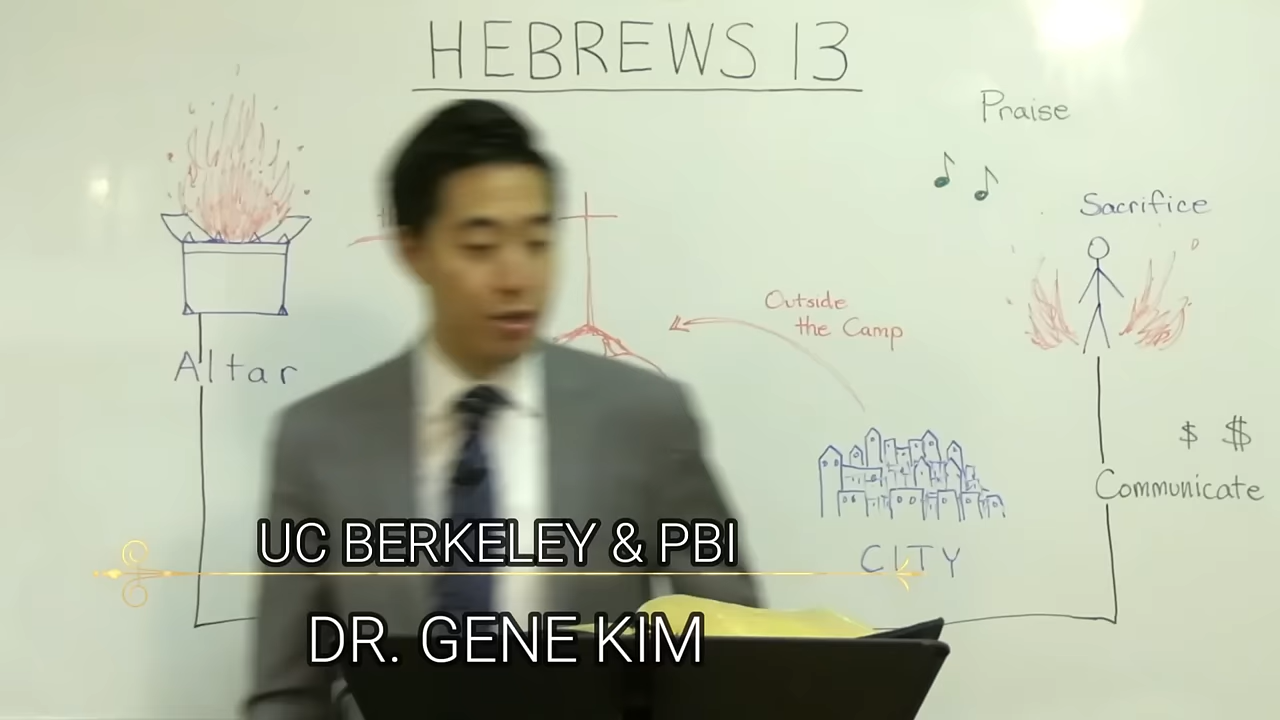 HEBREWS 13
Praise
Sacrifice
Outside
the Camp
Altar
$ $
Communicate
CITY
UC BERKELEY & PBI
DR. GENE KIM